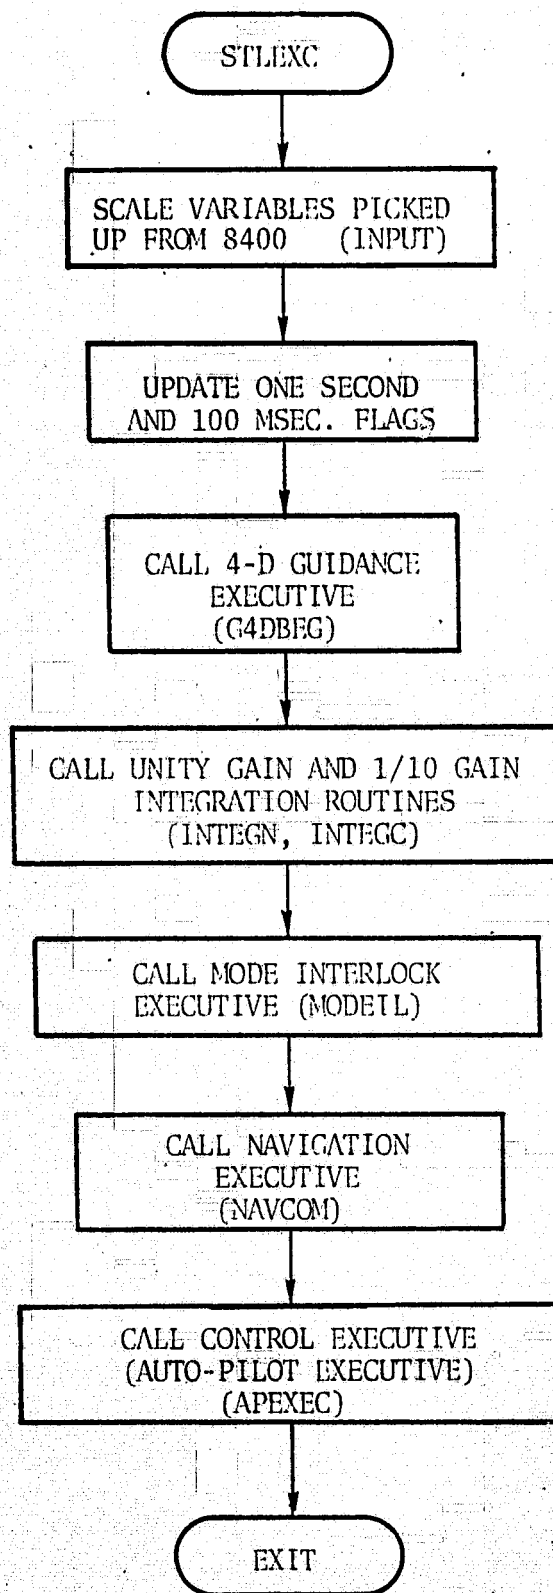 STLEXC
SCALE VARIABLES PICKED
UP FROM 8400 (INPUT)
UPDATE ONE SECOND
AND 100 MSEC. FLAGS
CALL 4-D GUIDANCE
EXECUTIVE
(G4DBEG)
CALL UNITY GAIN AND 1/10 GAIN
INTEGRATION ROUTINES
(INTEGN, INTEGC)
CALL MODE INTERLOCK
EXECUTIVE (MODEIL)
CALL NAVIGATION
EXECUTIVE
(NAVCOM)
CALL CONTROL EXECUTIVE
(AUTO-PILOT EXECUTIVE)
(APEXEC)
EXIT